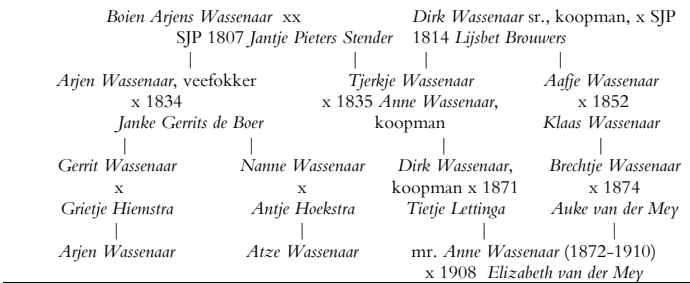 Boien Arjens Wassenaar xx Dirk Wassenaar sr., koopman, x SJP
SJP 1807 Jantje Pieters Stender 1814 Lijsbet Brouwers
Arjen Wassenaar, veefokker Tjerkje Wassenaar Aafje Wassenaar
x 1834 x 1835 Anne Wassenaar, x 1852
Janke Gerrits de Boer koopman Klaas Wassenaar
Gerrit Wassenaar Nanne Wassenaar Dirk Wassenaar, Brechtje Wassenaar
x x koopman x 1871 x 1874
Grietje Hiemstra Antje Hoekstra Tietje Lettinga Auke van der Mey
Arjen Wassenaar Atze Wassenaar mr. Anne Wassenaar (1872-1910)
x 1908 Elizabeth van der Mey